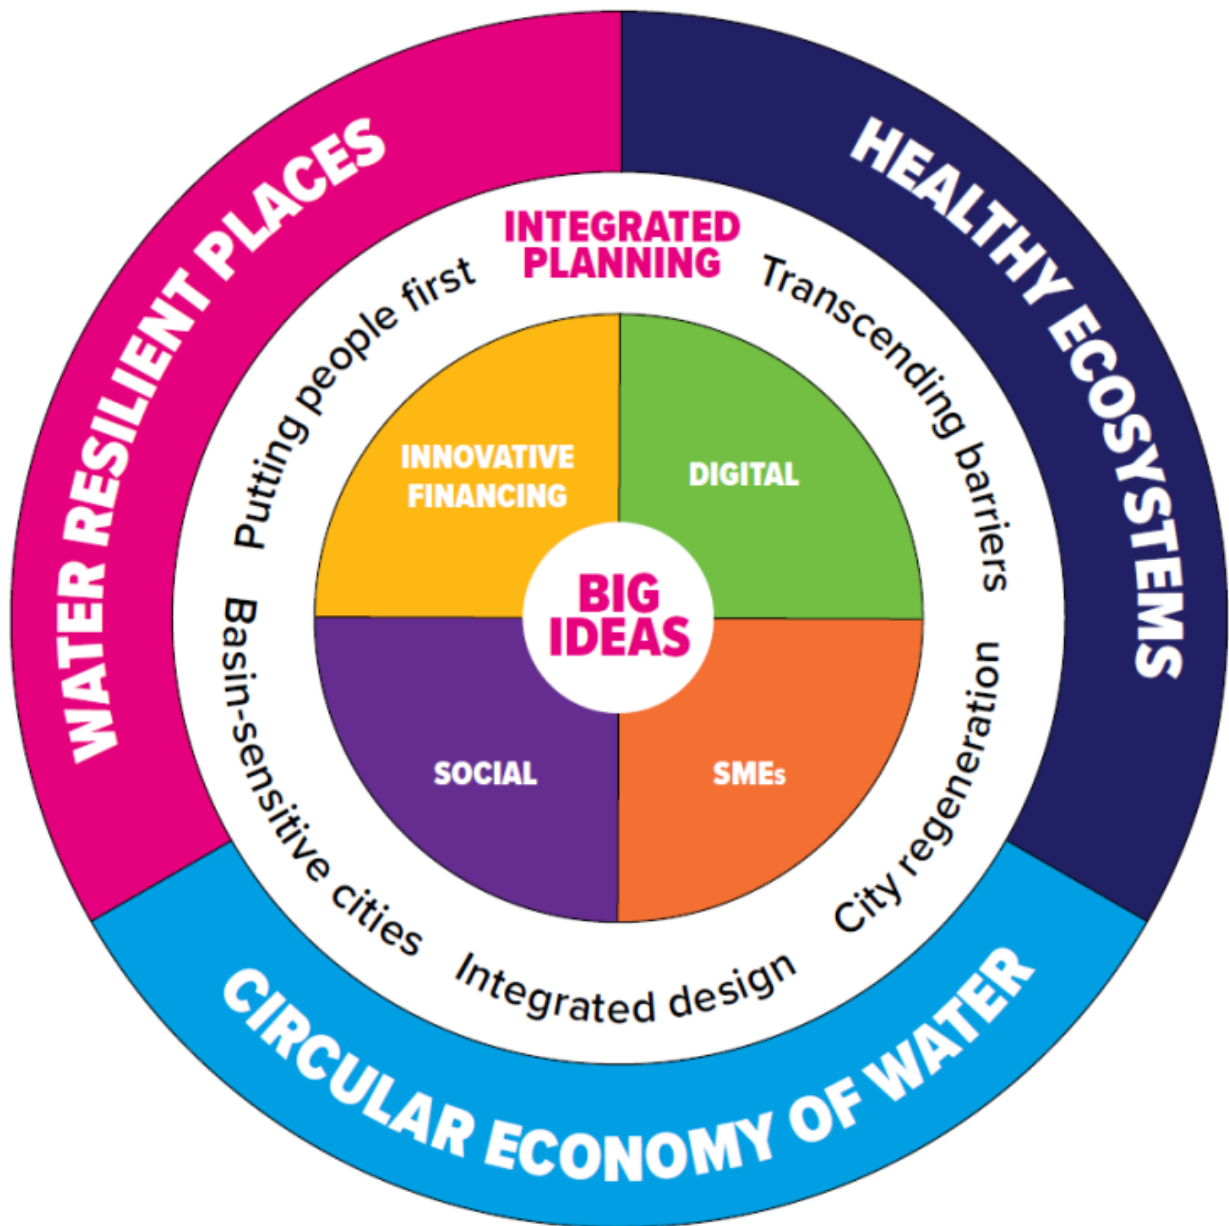 WATER RESILIENT PLACES
HEALTHY ECOSYSTEMS
CIRCULAR ECONOMY OF WATER
INTEGRATED
PLANNING
Putting people first
Transcending barriers
Basin-sensitive cities
Integrated design
City regeneration
INNOVATIVE
FINANCING
DIGITAL
BIG
IDEAS
SOCIAL
SMEs